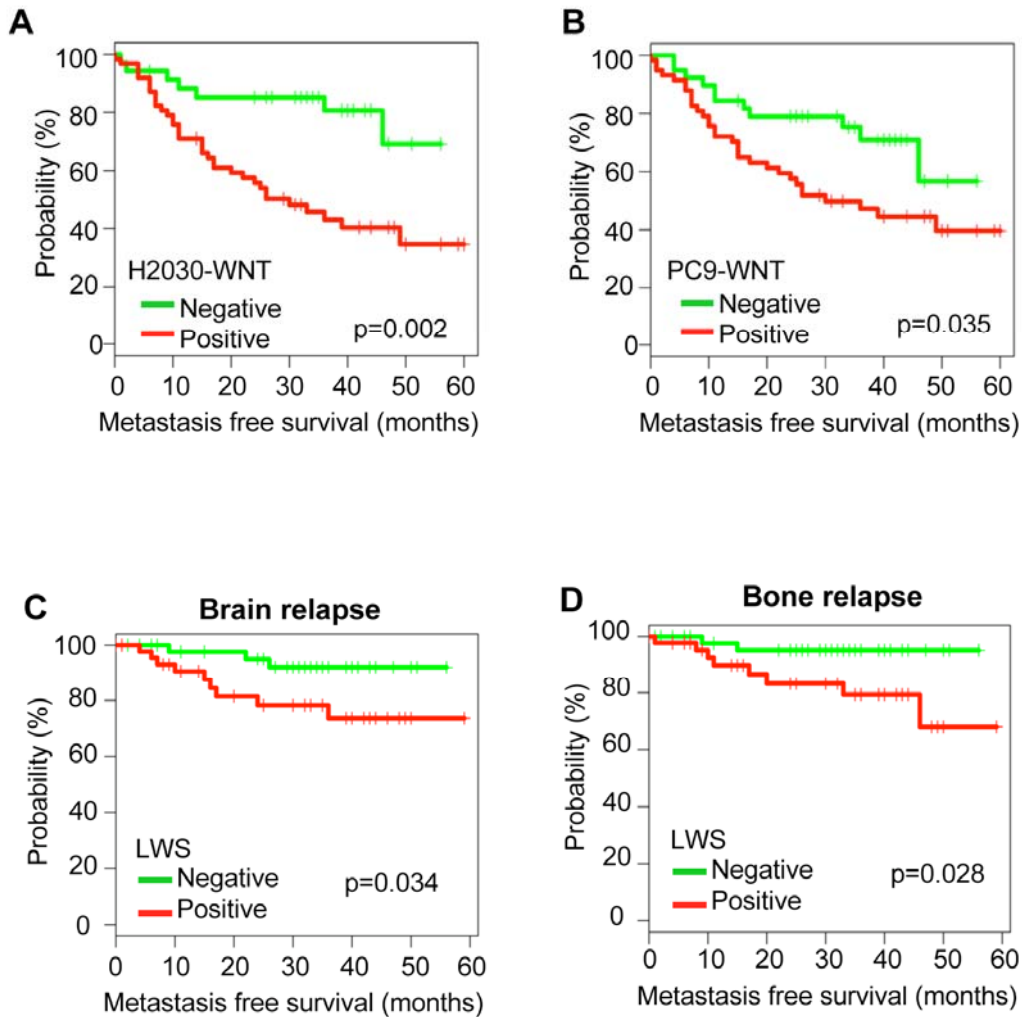 A
100
80
60
40
20
0
Probability (%)
H2030-WNT
Negative
Positive
p=0.002
0 10 20 30 40 50 60
Metastasis free survival (months)
B
100
80
60
40
20
0
Probability (%)
PC9-WNT
Negative
Positive
p=0.035
0 10 20 30 40 50 60
Metastasis free survival (months)
C
Brain relapse
100
80
60
40
20
0
Probability (%)
LWS
Negative
Positive
p=0.034
0 10 20 30 40 50 60
Metastasis free survival (months)
D
Bone relapse
100
80
60
40
20
0
Probability (%)
LWS
Negative
Positive
p=0.028
0 10 20 30 40 50 60
Metastasis free survival (months)